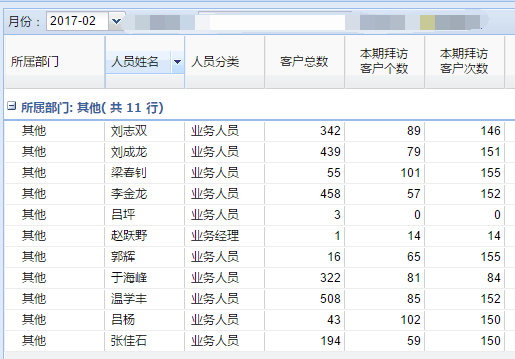 月份： 2017-02
所属部门 人员姓名 人员分类 客户总数 本期拜访客户个数 本期拜访客户次数
所属部门: 其他( 共 11 行)
其他 刘志双 业务人员 342 89 146
其他 刘成龙 业务人员 439 79 151
其他 梁春钊 业务人员 55 101 155
其他 李金龙 业务人员 458 57 152
其他 吕坪 业务人员 3 0 0
其他 赵跃野 业务经理 1 14 14
其他 郭辉 业务人员 16 65 155
其他 于海峰 业务人员 322 81 84
其他 温学丰 业务人员 508 85 152
其他 吕杨 业务人员 43 102 150
其他 张佳石 业务人员 194 59 150